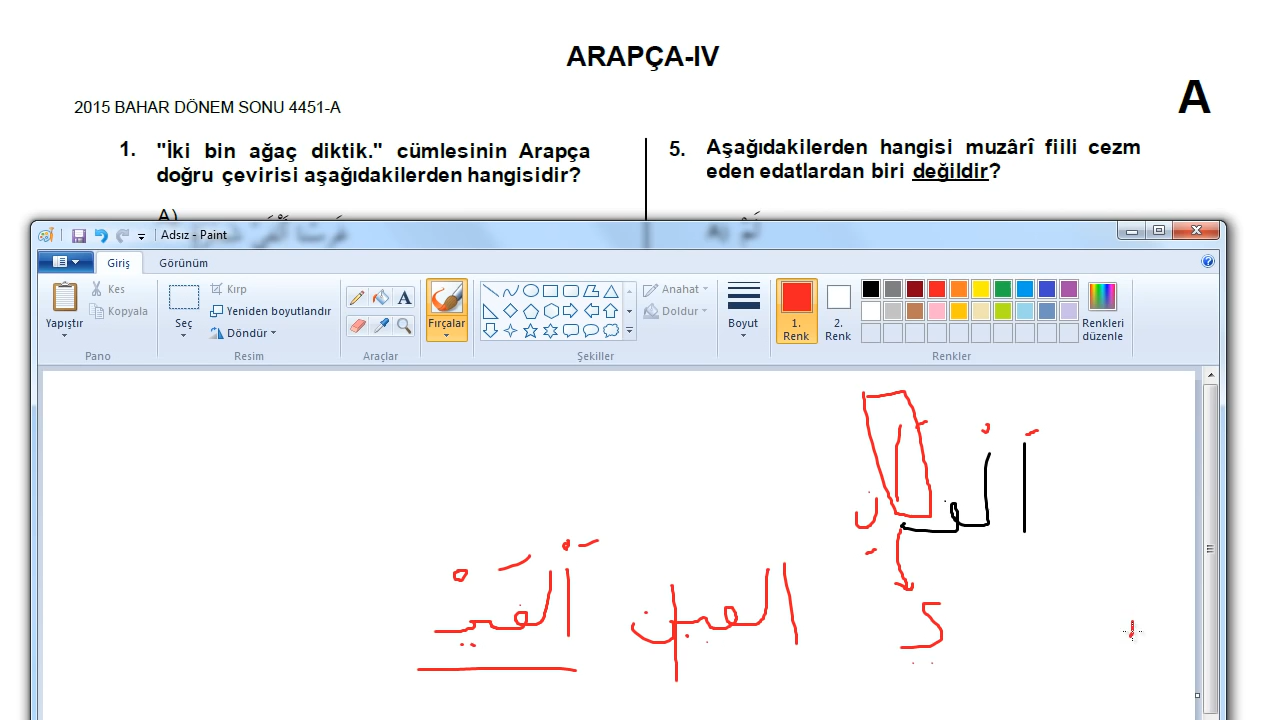 ARAPÇA-IV
A
2015 BAHAR DÖNEM SONU 4451-A
1. "İki bin ağaç diktik." cümlesinin Arapça
doğru çevirisi aşağıdakilerden hangisidir?
A)
5. Aşağıdakilerden hangisi muzârî fiili cezm
eden edatlardan biri değildir?
A) لَمْ
Adsız - Paint
Giriş
Görünüm
Yapıştır
Kes
Kopyala
Pano
Seç
Kırp
Yeniden boyutlandır
Döndür
Resim
A
Araçlar
Fırçalar
Şekiller
Anahat
Doldur
Boyut
1. Renk
2. Renk
Renkleri düzenle
Renkler